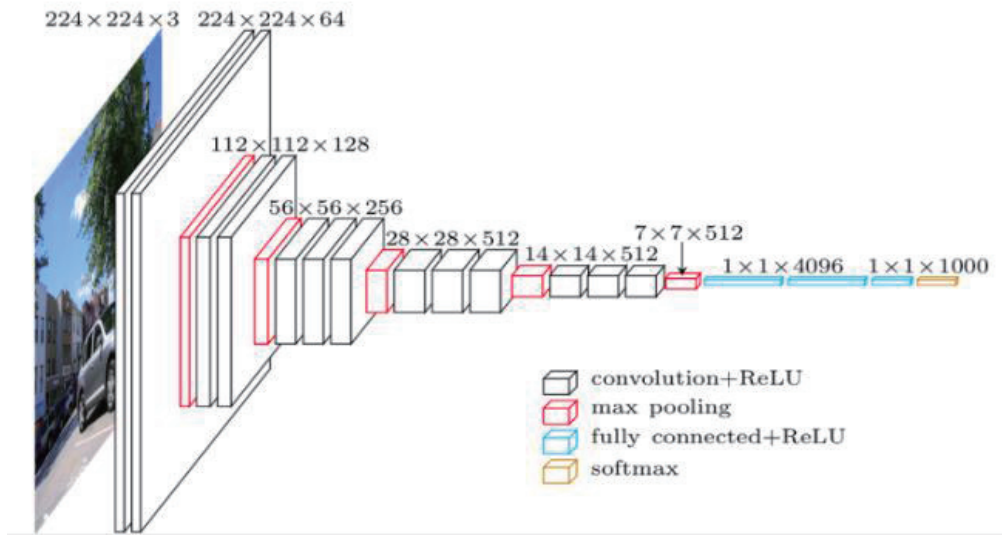 224×224×3
224×224×64
112×112×128
56×56×256
28×28×512
14×14×512
7×7×512
1×1×4096
1×1×1000
convolution+ReLU
max pooling
fully connected+ReLU
softmax